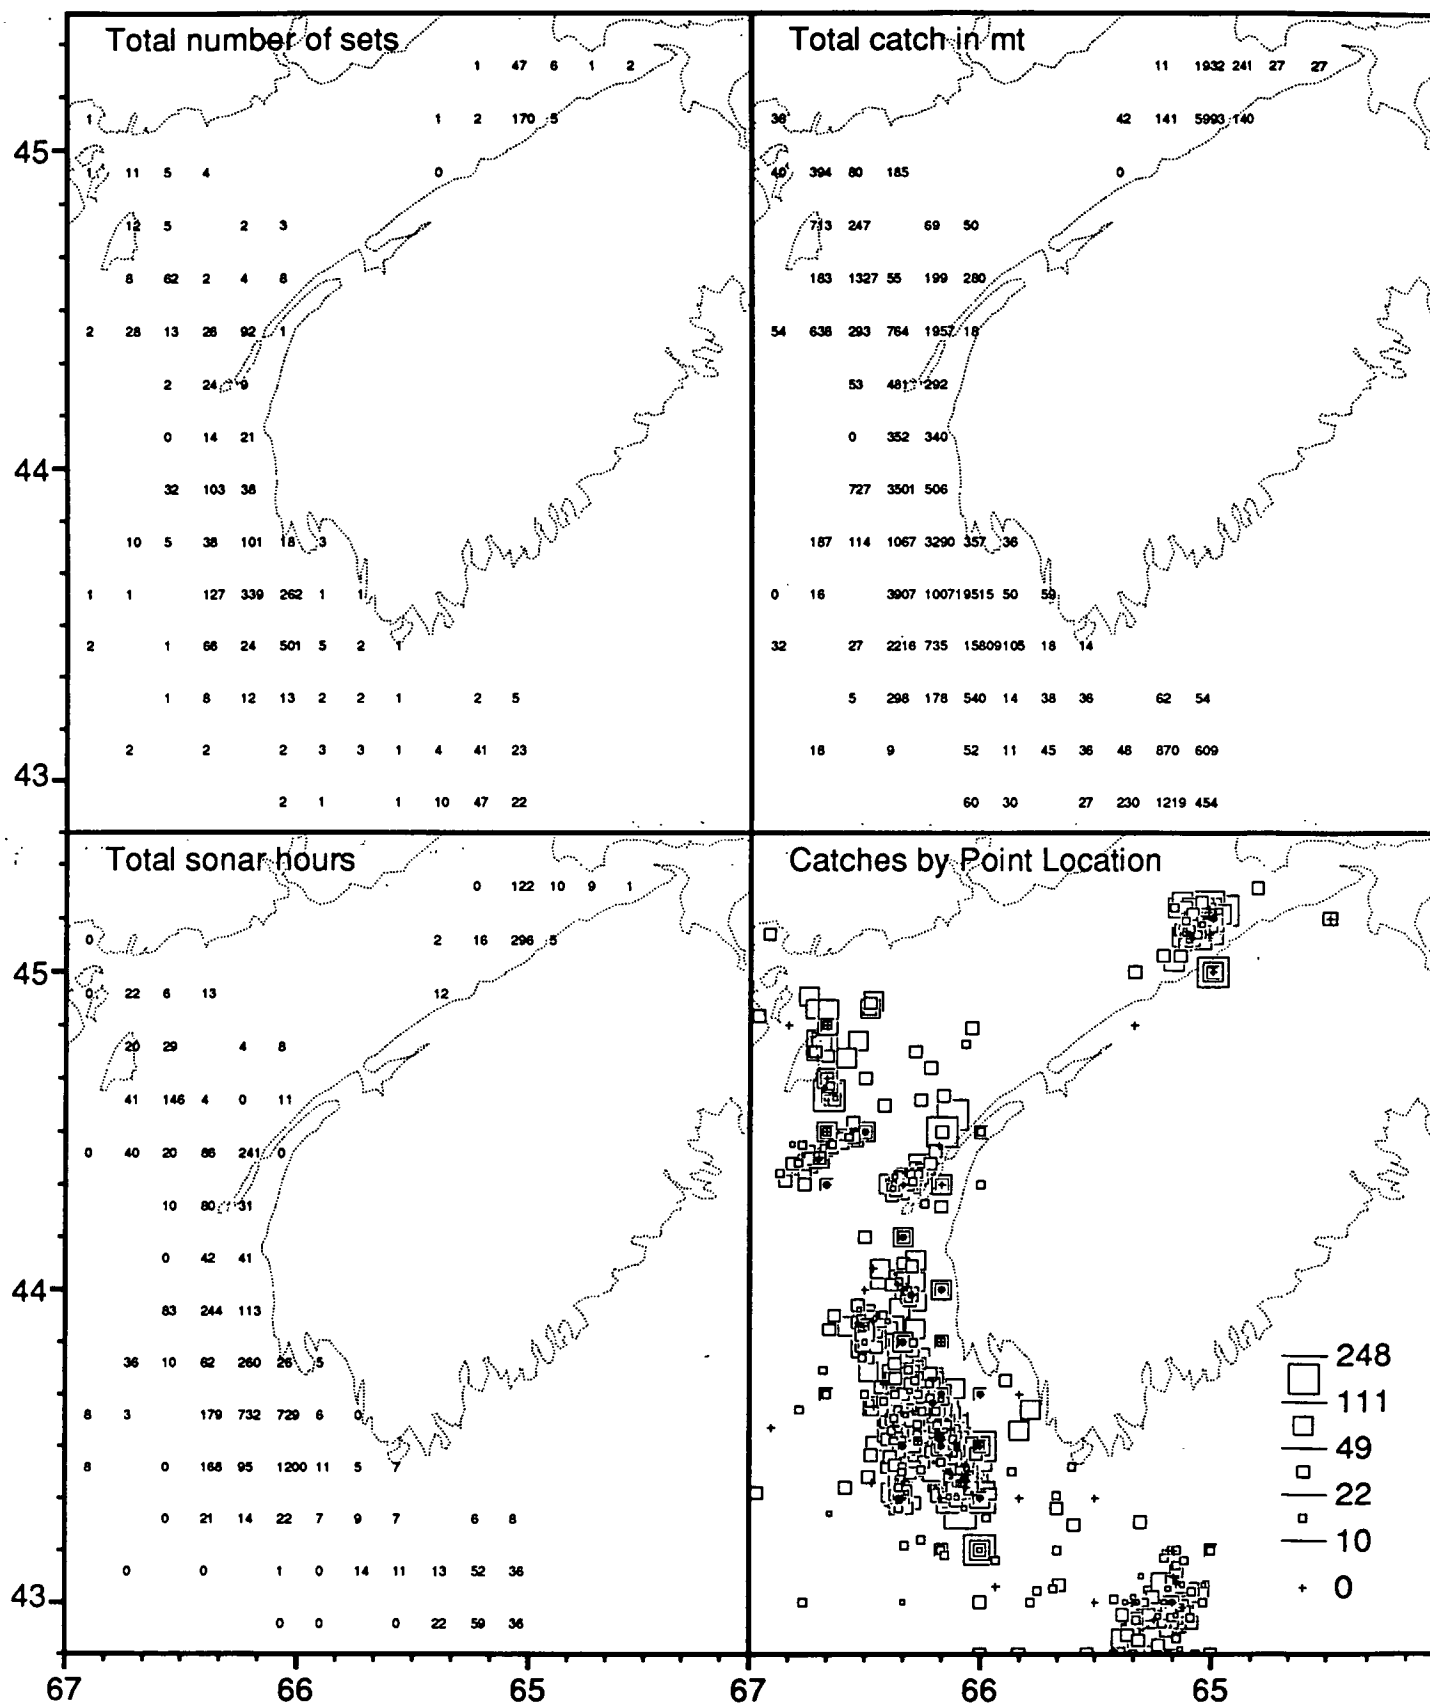 Total number of sets
1 47 6 1 2
1 1 2 170 5
45
1 11 5 4 0
12 5 2 3
8 62 2 4 8
2 28 13 26 92 1
2 24 9
0 14 21
44
32 103 38
10 5 38 101 18 3
1 1 127 339 262 1 1
2 1 66 24 501 5 2 1
1 8 12 13 2 2 1 2 5
2 2 2 3 3 1 4 41 23
43
2 1 1 10 47 22
Total catch in mt
11 1932 241 27 27
36 42 141 5993 140
40 394 80 185 0
713 247 69 50
183 1327 55 199 280
54 636 293 764 1957 18
53 481 292
0 352 340
727 3501 506
187 114 1067 3290 357 36
0 16 3907 10071 9515 50 59
32 27 2216 735 15809 105 18 14
5 298 178 540 14 38 36 62 54
18 9 52 11 45 36 48 870 609
60 30 27 230 1219 454
Total sonar hours
0 122 10 9 1
0 2 16 296 5
45
0 22 6 13 12
20 29 4 8
41 146 4 0 11
0 40 20 86 241 0
10 80 31
0 42 41
44
83 244 113
36 10 62 260 26 5
8 3 179 732 729 6 0
8 0 168 95 1200 11 5 7
0 21 14 22 7 9 7 6 8
0 0 1 0 14 11 13 52 36
43
0 0 0 22 59 36
67 66 65
Catches by Point Location
248
111
49
22
10
0
67 66 65